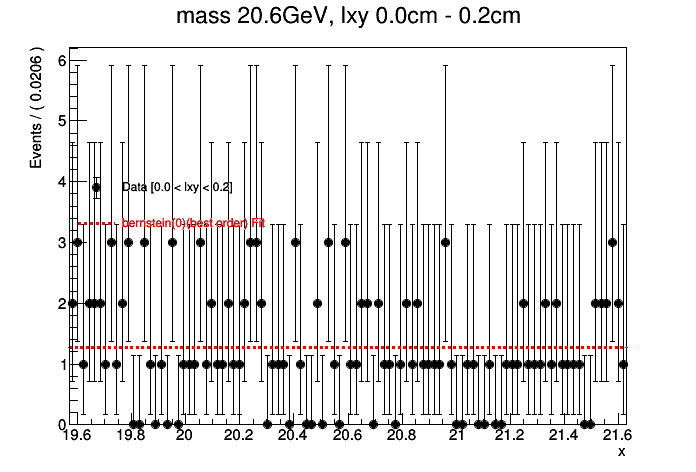 mass 20.6GeV, lxy 0.0cm - 0.2cm
Events / ( 0.0206 )
6
5
4
3
2
1
0
Data [0.0 < lxy < 0.2]
bernstein(0)(best order) Fit
19.6 19.8 20 20.2 20.4 20.6 20.8 21 21.2 21.4 21.6
x